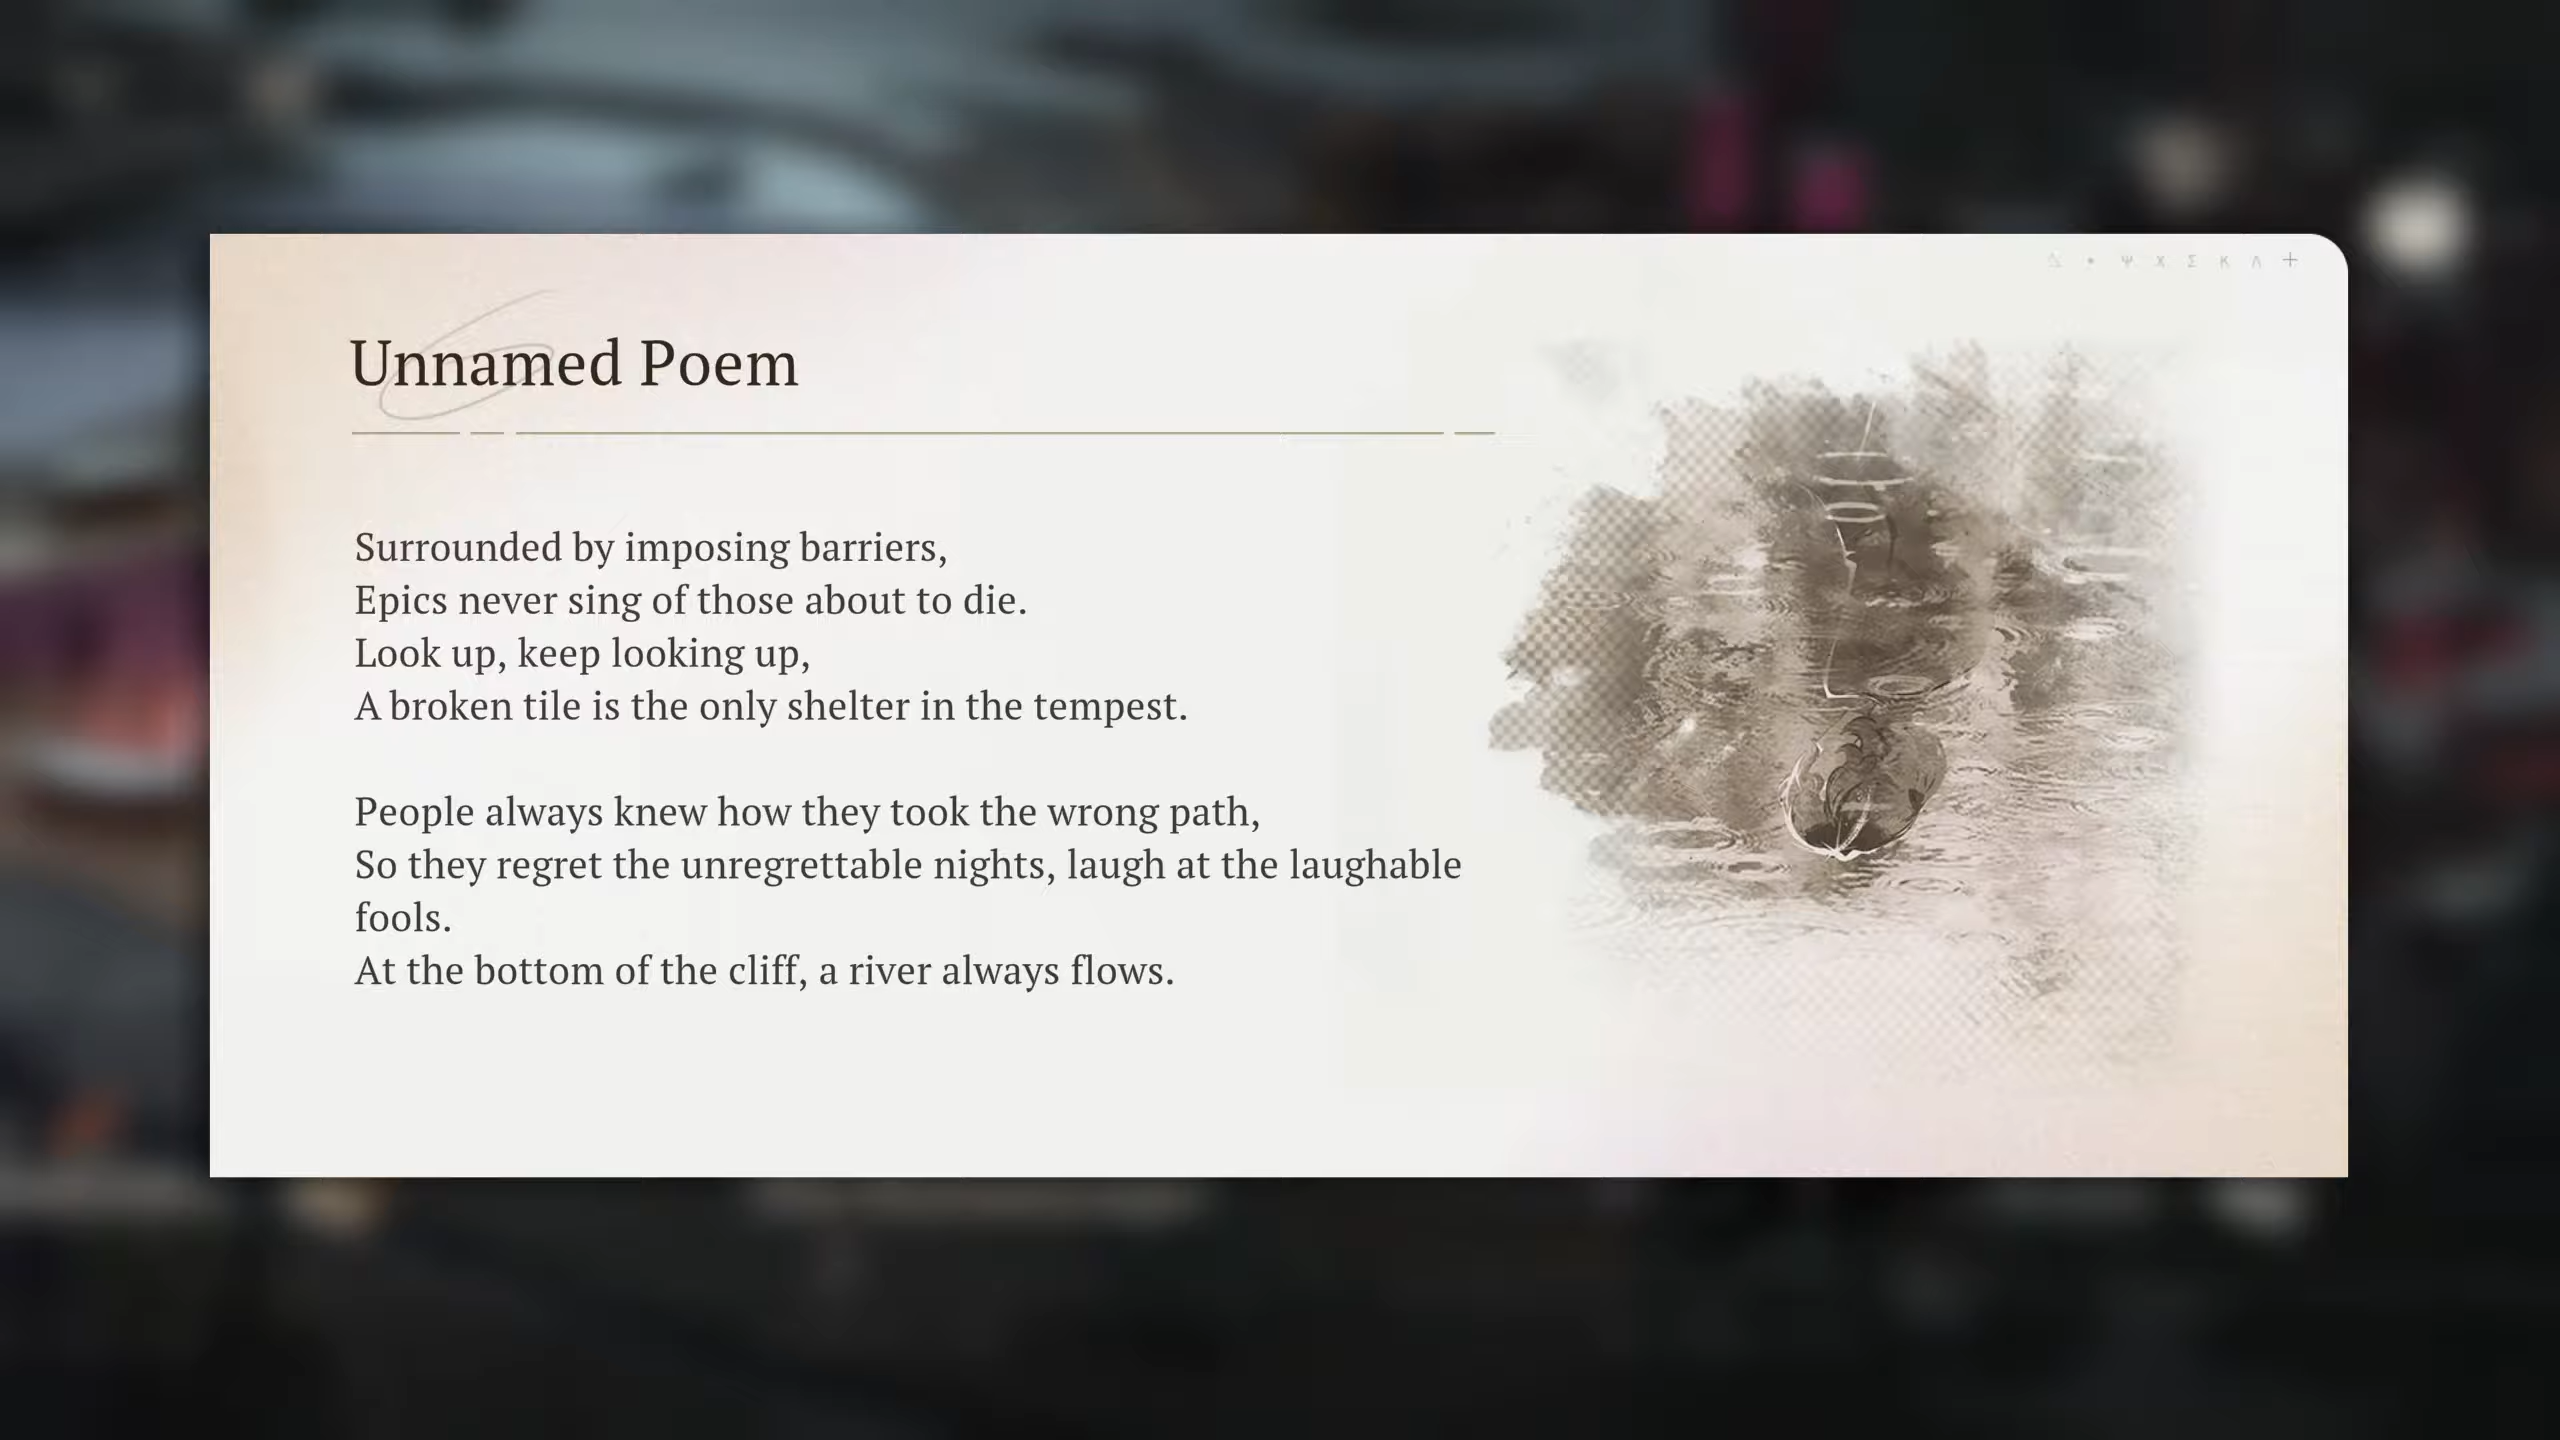 Δ • Ψ X Σ K Λ +
Unnamed Poem
Surrounded by imposing barriers,
Epics never sing of those about to die.
Look up, keep looking up,
A broken tile is the only shelter in the tempest.
People always knew how they took the wrong path,
So they regret the unregrettable nights, laugh at the laughable
fools.
At the bottom of the cliff, a river always flows.